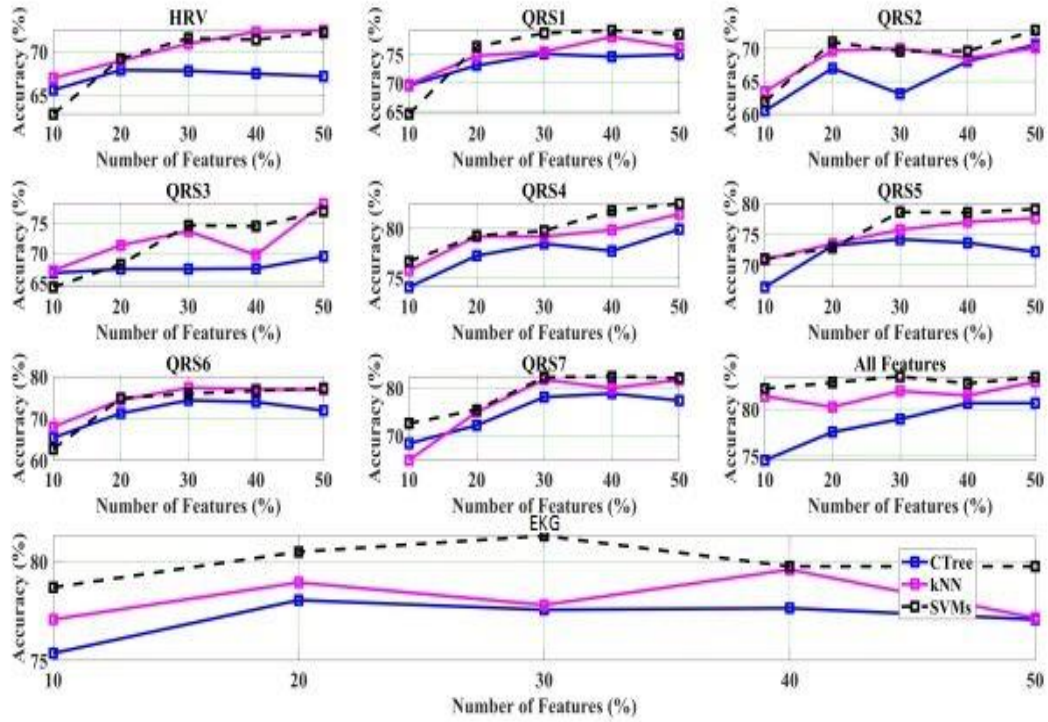 HRV
Accuracy (%)
70
65
10 20 30 40 50
Number of Features (%)
QRS1
Accuracy (%)
75
70
65
10 20 30 40 50
Number of Features (%)
QRS2
Accuracy (%)
70
65
60
10 20 30 40 50
Number of Features (%)
QRS3
Accuracy (%)
75
70
65
10 20 30 40 50
Number of Features (%)
QRS4
Accuracy (%)
80
75
10 20 30 40 50
Number of Features (%)
QRS5
Accuracy (%)
80
75
70
10 20 30 40 50
Number of Features (%)
QRS6
Accuracy (%)
80
70
60
10 20 30 40 50
Number of Features (%)
QRS7
Accuracy (%)
80
70
10 20 30 40 50
Number of Features (%)
All Features
Accuracy (%)
80
75
10 20 30 40 50
Number of Features (%)
EKG
Accuracy (%)
80
75
10 20 30 40 50
Number of Features (%)
CTree
kNN
SVMs